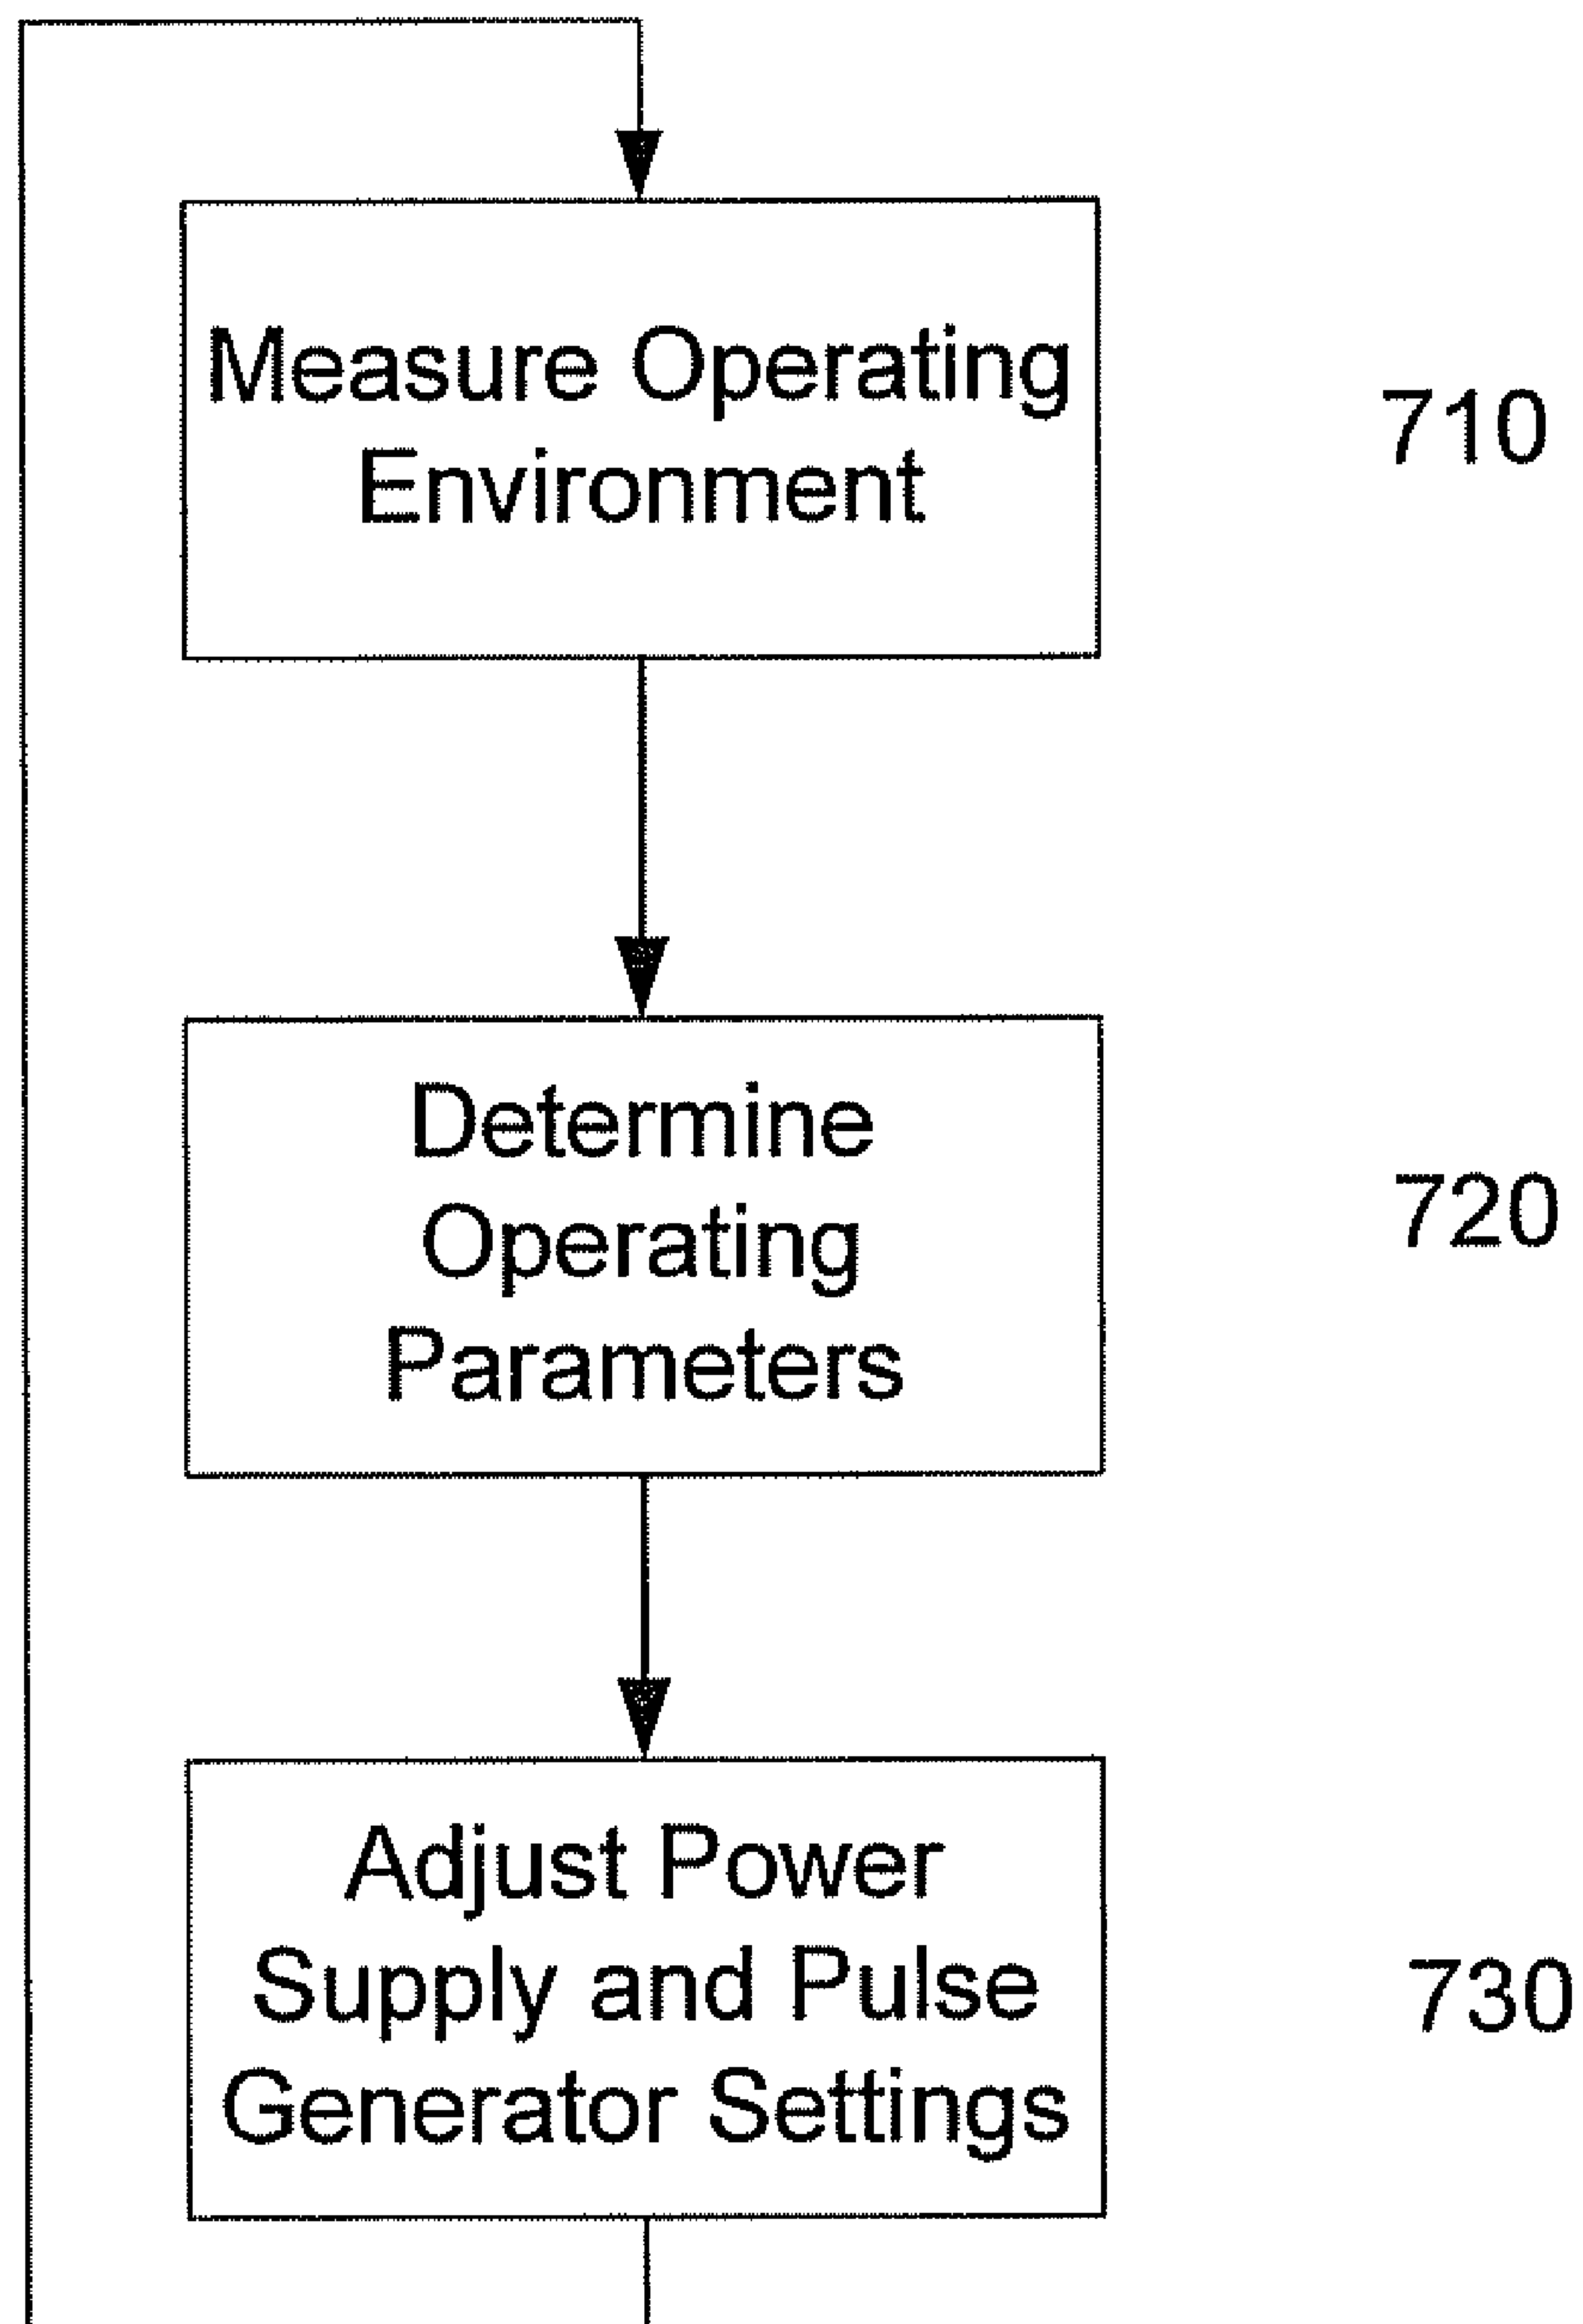 Measure Operating
Environment
710
Determine
Operating
Parameters
720
Adjust Power
Supply and Pulse
Generator Settings
730